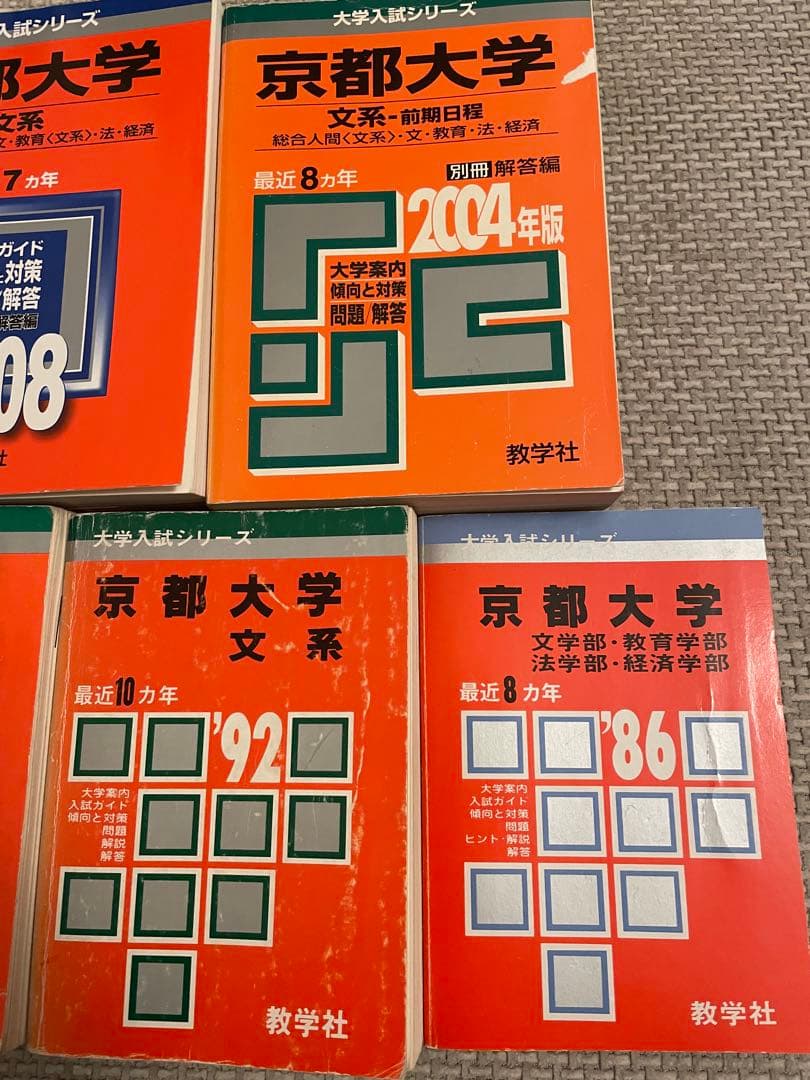 入試シリーズ
都大学
文系
文・教育〈文系〉・法・経済
7ヵ年
ガイド
と対策
/解答
解答編
08
社
大学入試シリーズ
京都大学
文系-前期日程
総合人間〈文系〉・文・教育・法・経済
最近8ヵ年
別冊 解答編
2004年版
大学案内
傾向と対策
問題/解答
教学社
大学入試シリーズ
京都大学
文系
最近10カ年
'92
大学案内
入試ガイド
傾向と対策
問題
解説
解答
教学社
大学入試シリーズ
京都大学
文学部・教育学部
法学部・経済学部
最近8カ年
'86
大学案内
入試ガイド
傾向と対策
問題
ヒント・解説
解答
教学社